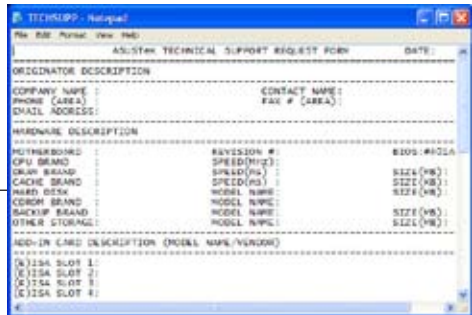 TECHSUPP - Notepad
File Edit Format View Help
ASUSTeK TECHNICAL SUPPORT REQUEST FORM DATE:
ORIGINATOR DESCRIPTION
COMPANY NAME : CONTACT NAME:
PHONE (AREA) : FAX # (AREA):
EMAIL ADDRESS:
HARDWARE DESCRIPTION
MOTHERBOARD : REVISION #: BIOS:
CPU BRAND : SPEED(MHz):
DRAM BRAND : SPEED(ns) : SIZE(MB):
CACHE BRAND : SPEED(ns) : SIZE(KB):
HARD DISK : MODEL NAME: SIZE(MB):
CDROM BRAND : MODEL NAME:
BACKUP BRAND : MODEL NAME: SIZE(MB):
OTHER STORAGE: MODEL NAME: SIZE(MB):
ADD-IN CARD DESCRIPTION (MODEL NAME/VENDOR)
(E)ISA SLOT 1:
(E)ISA SLOT 2:
(E)ISA SLOT 3:
(E)ISA SLOT 4: